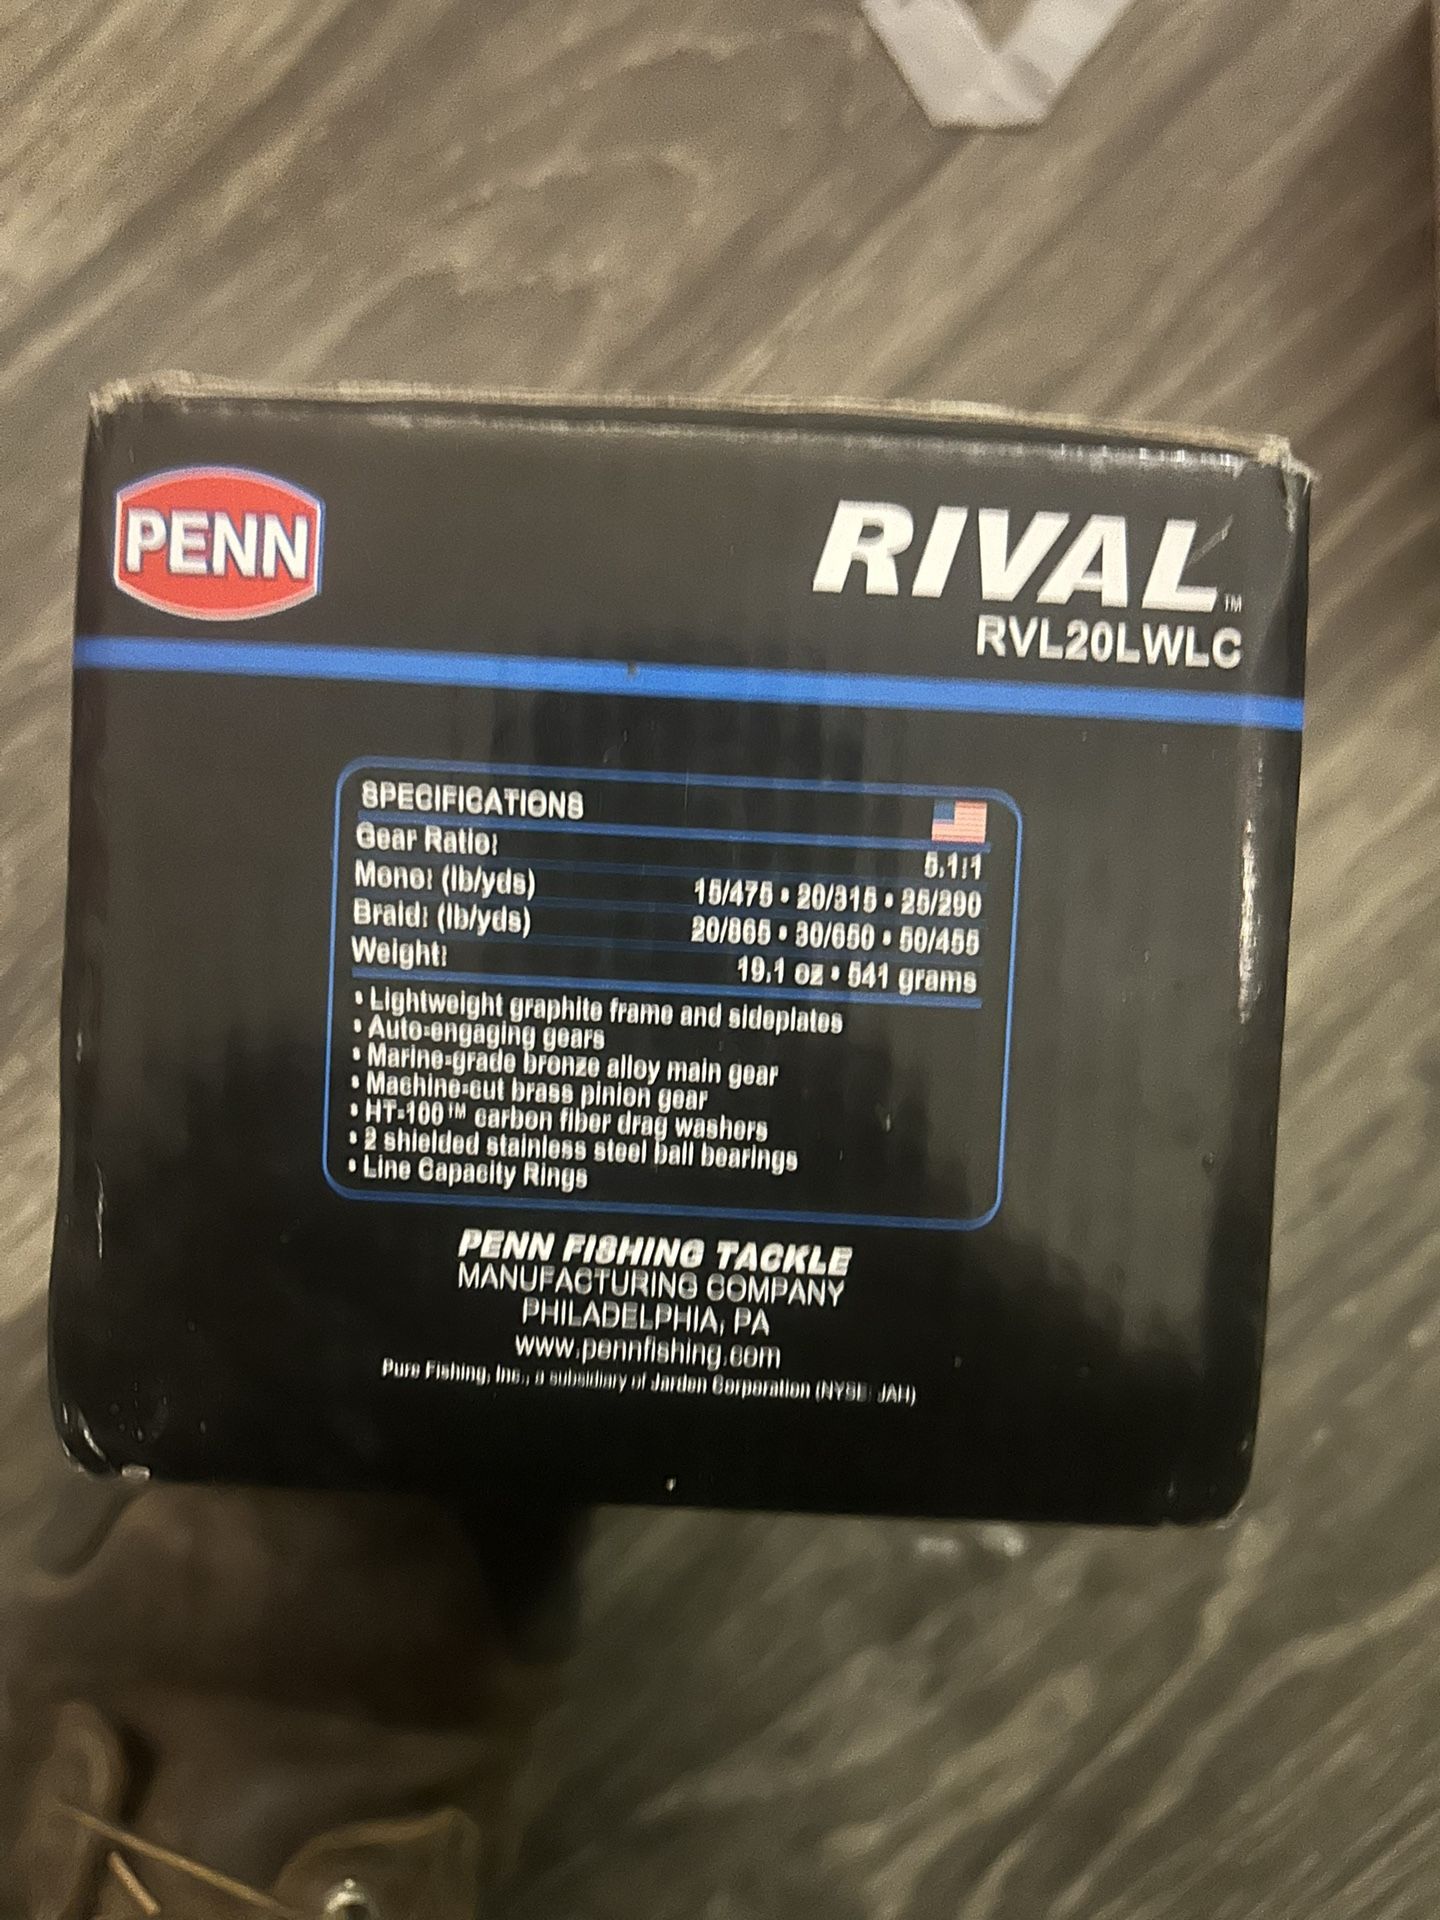 PENN
RIVAL™
RVL20LWLC
SPECIFICATIONS
Gear Ratio: 5.1:1
Mono: (lb/yds) 15/475 • 20/315 • 25/290
Braid: (lb/yds) 20/865 • 30/650 • 50/455
Weight: 19.1 oz • 541 grams
• Lightweight graphite frame and sideplates
• Auto-engaging gears
• Marine-grade bronze alloy main gear
• Machine-cut brass pinion gear
• HT-100™ carbon fiber drag washers
• 2 shielded stainless steel ball bearings
• Line Capacity Rings
PENN FISHING TACKLE
MANUFACTURING COMPANY
PHILADELPHIA, PA
www.pennfishing.com
Pure Fishing, Inc., a subsidiary of Jarden Corporation (NYSE: JAH)